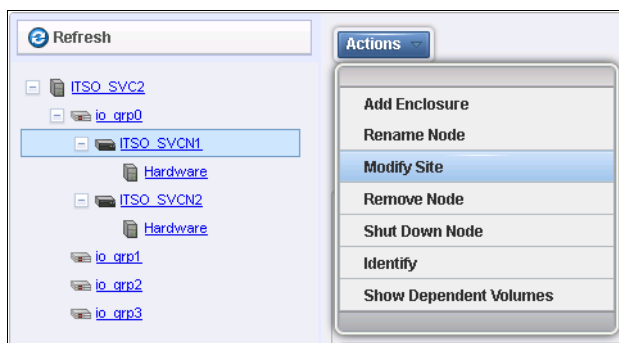 Refresh
ITSO_SVC2
io_grp0
ITSO_SVCN1
Hardware
ITSO_SVCN2
Hardware
io_grp1
io_grp2
io_grp3
Actions
Add Enclosure
Rename Node
Modify Site
Remove Node
Shut Down Node
Identify
Show Dependent Volumes